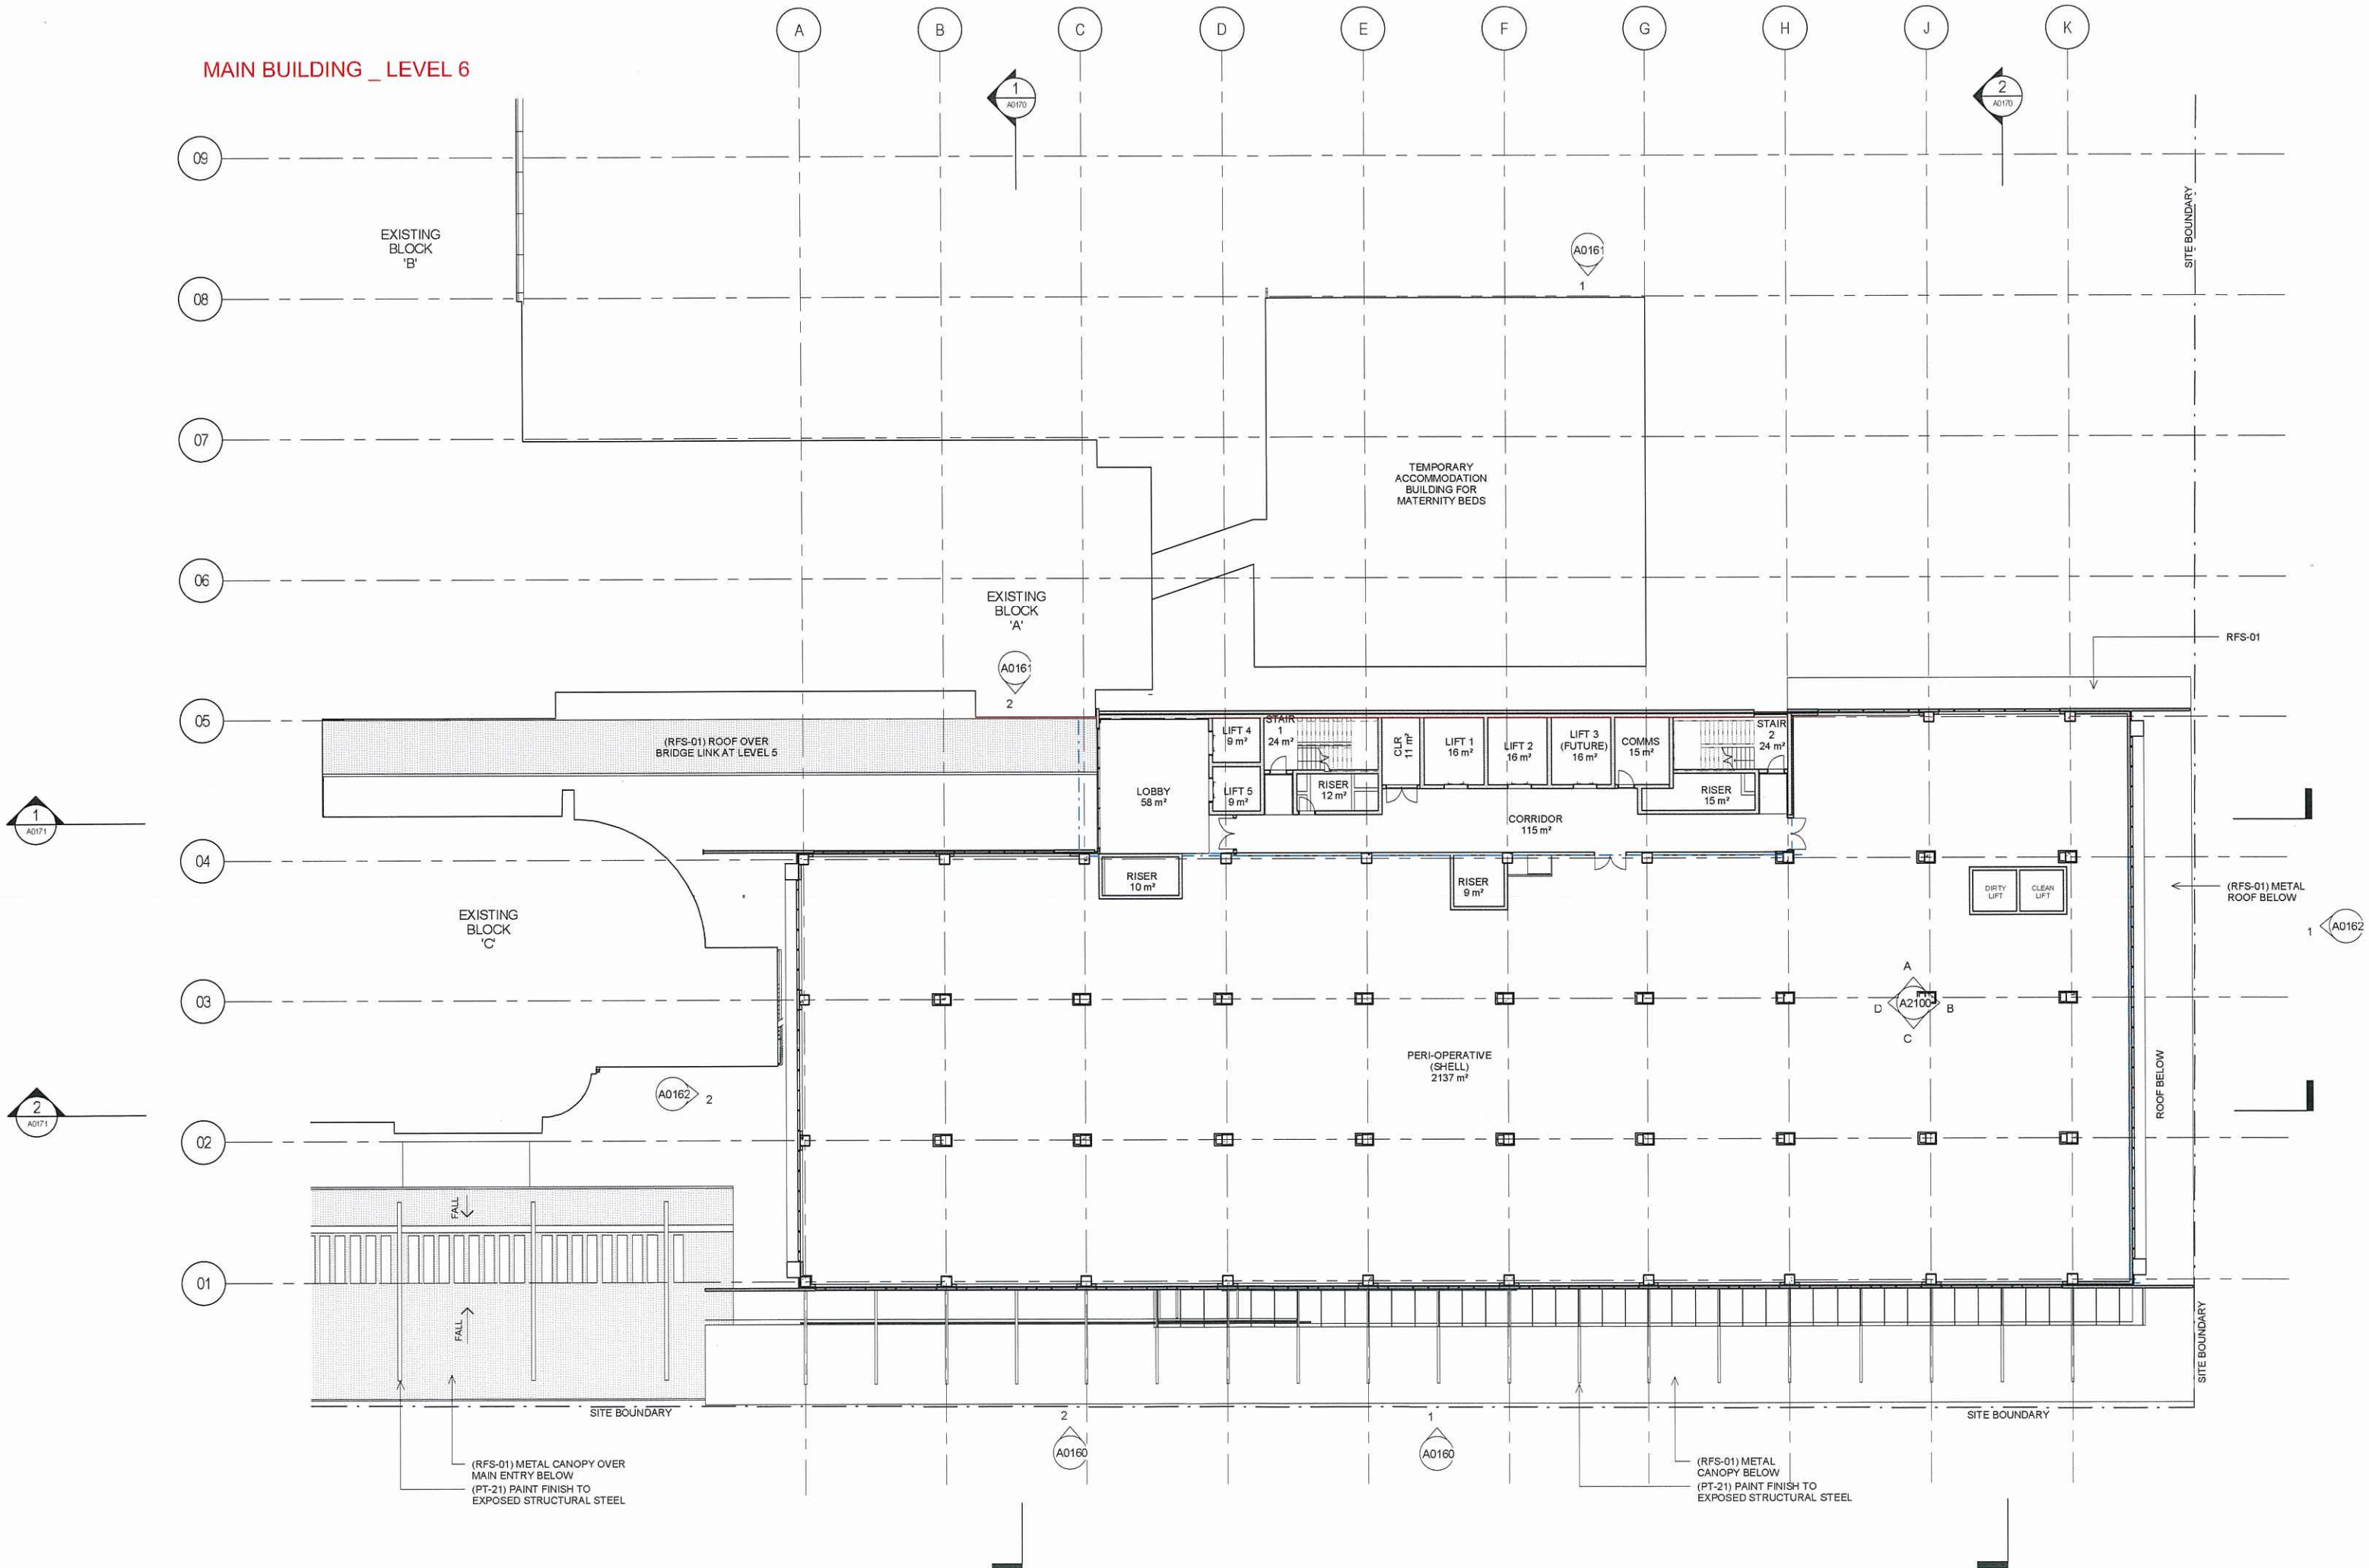 A
B
C
D
E
F
G
H
J
K
MAIN BUILDING _ LEVEL 6
1
A0170
2
A0170
09
SITE BOUNDARY
EXISTING
BLOCK
'B'
A0161
1
08
07
TEMPORARY
ACCOMMODATION
BUILDING FOR
MATERNITY BEDS
06
EXISTING
BLOCK
'A'
RFS-01
A0161
2
05
(RFS-01) ROOF OVER
BRIDGE LINK AT LEVEL 5
LIFT 4
9 m²
STAIR
1
24 m²
CLR
11 m²
LIFT 1
16 m²
LIFT 2
16 m²
LIFT 3
(FUTURE)
16 m²
COMMS
15 m²
STAIR
2
24 m²
LOBBY
58 m²
LIFT 5
9 m²
RISER
12 m²
RISER
15 m²
1
A0171
CORRIDOR
115 m²
04
RISER
10 m²
RISER
9 m²
DIRTY
LIFT
CLEAN
LIFT
(RFS-01) METAL
ROOF BELOW
EXISTING
BLOCK
'C'
1
A0162
03
A
D
A2100
B
C
PERI-OPERATIVE
(SHELL)
2137 m²
ROOF BELOW
A0162
2
2
A0171
02
FALL
01
FALL
SITE BOUNDARY
SITE BOUNDARY
SITE BOUNDARY
2
A0160
1
A0160
(RFS-01) METAL CANOPY OVER
MAIN ENTRY BELOW
(PT-21) PAINT FINISH TO
EXPOSED STRUCTURAL STEEL
(RFS-01) METAL
CANOPY BELOW
(PT-21) PAINT FINISH TO
EXPOSED STRUCTURAL STEEL